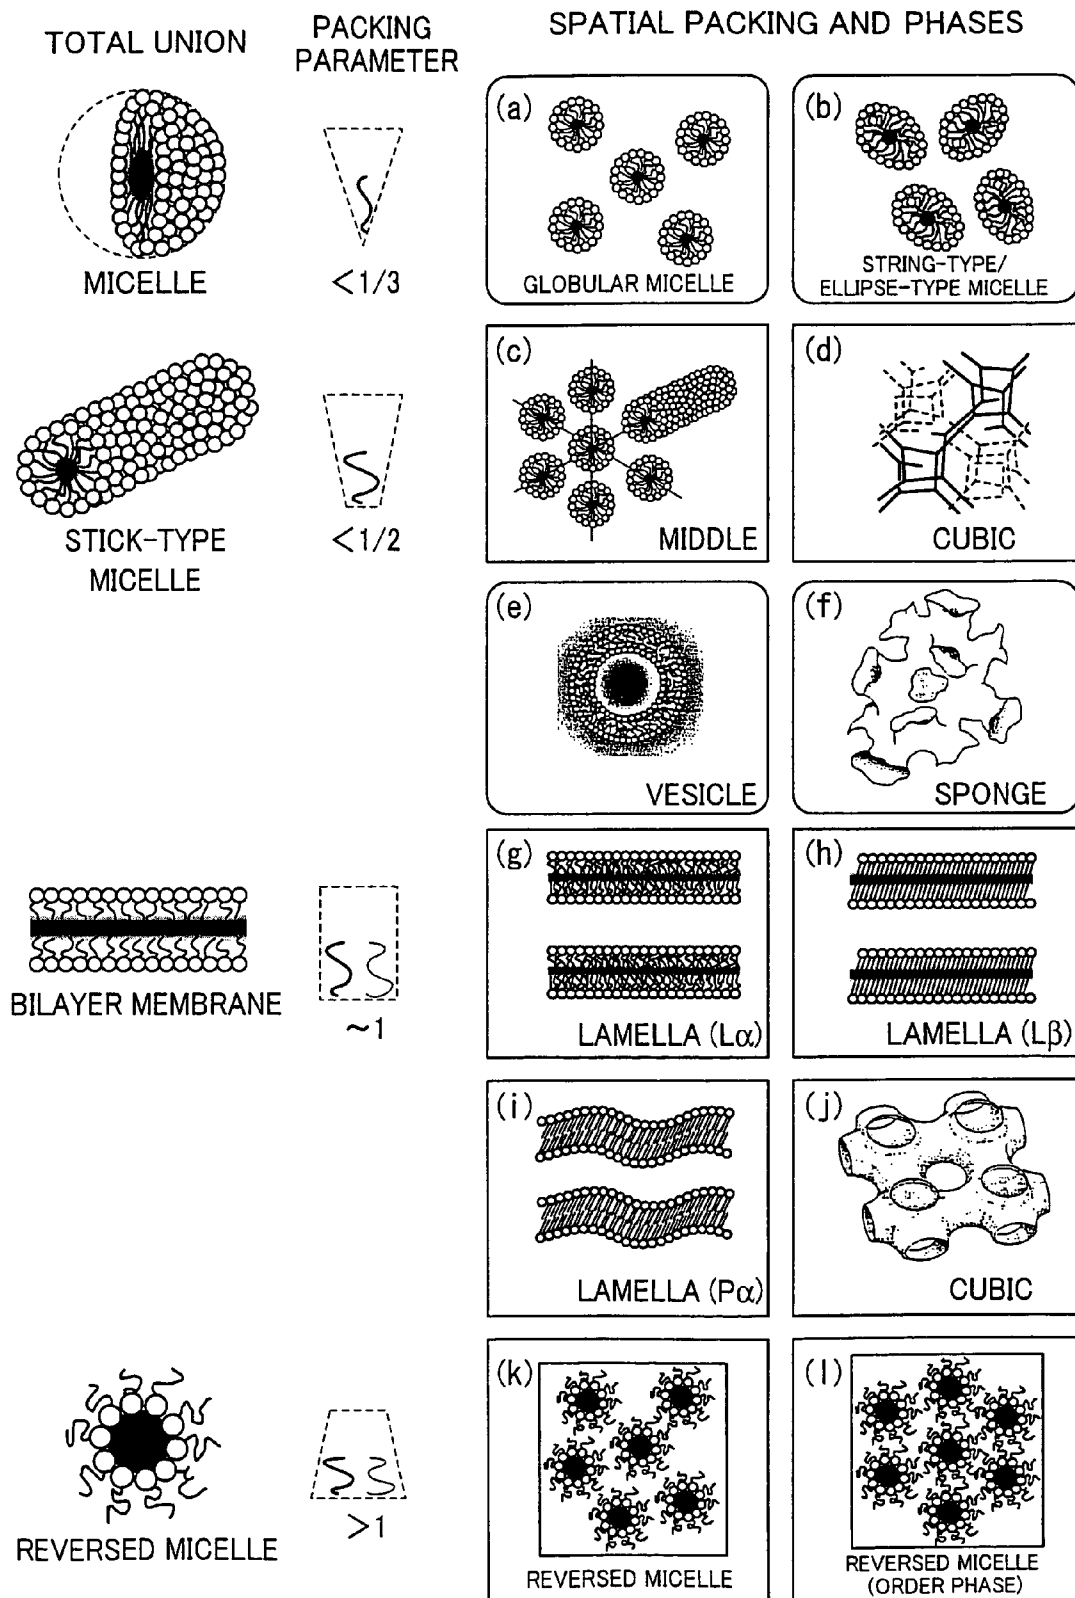 TOTAL UNION
PACKING
PARAMETER
SPATIAL PACKING AND PHASES
MICELLE
<1/3
(a)
GLOBULAR MICELLE
(b)
STRING-TYPE/
ELLIPSE-TYPE MICELLE
STICK-TYPE
MICELLE
<1/2
(c)
MIDDLE
(d)
CUBIC
(e)
VESICLE
(f)
SPONGE
BILAYER MEMBRANE
~1
(g)
LAMELLA (Lα)
(h)
LAMELLA (Lβ)
(i)
LAMELLA (Pα)
(j)
CUBIC
REVERSED MICELLE
>1
(k)
REVERSED MICELLE
(l)
REVERSED MICELLE
(ORDER PHASE)